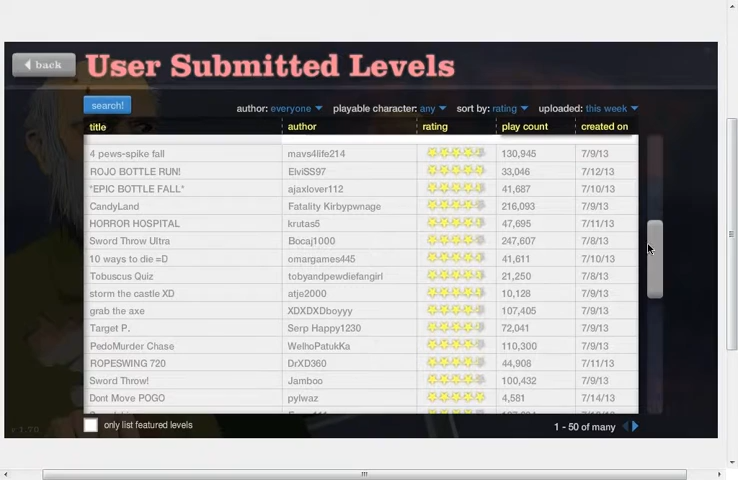 back
User Submitted Levels
search!
author: everyone playable character: any sort by: rating uploaded: this week
title author rating play count created on
4 pews-spike fall mavs4life214 130,945 7/9/13
ROJO BOTTLE RUN! ElviSS97 33,046 7/12/13
*EPIC BOTTLE FALL* ajaxlover112 41,687 7/10/13
CandyLand Fatality Kirbypwnage 216,093 7/9/13
HORROR HOSPITAL krutas5 47,695 7/11/13
Sword Throw Ultra Bocaj1000 247,607 7/8/13
10 ways to die =D omargames445 41,611 7/10/13
Tobuscus Quiz tobyandpewdiefangirl 21,250 7/8/13
storm the castle XD atje2000 10,128 7/9/13
grab the axe XDXDXDboyyy 107,405 7/9/13
Target P. Serp Happy1230 72,041 7/9/13
PedoMurder Chase WelhoPatukKa 110,300 7/9/13
ROPESWING 720 DrXD360 44,908 7/11/13
Sword Throw! Jamboo 100,432 7/9/13
Dont Move POGO pylwaz 4,581 7/14/13
only list featured levels 1 - 50 of many
v 1.70